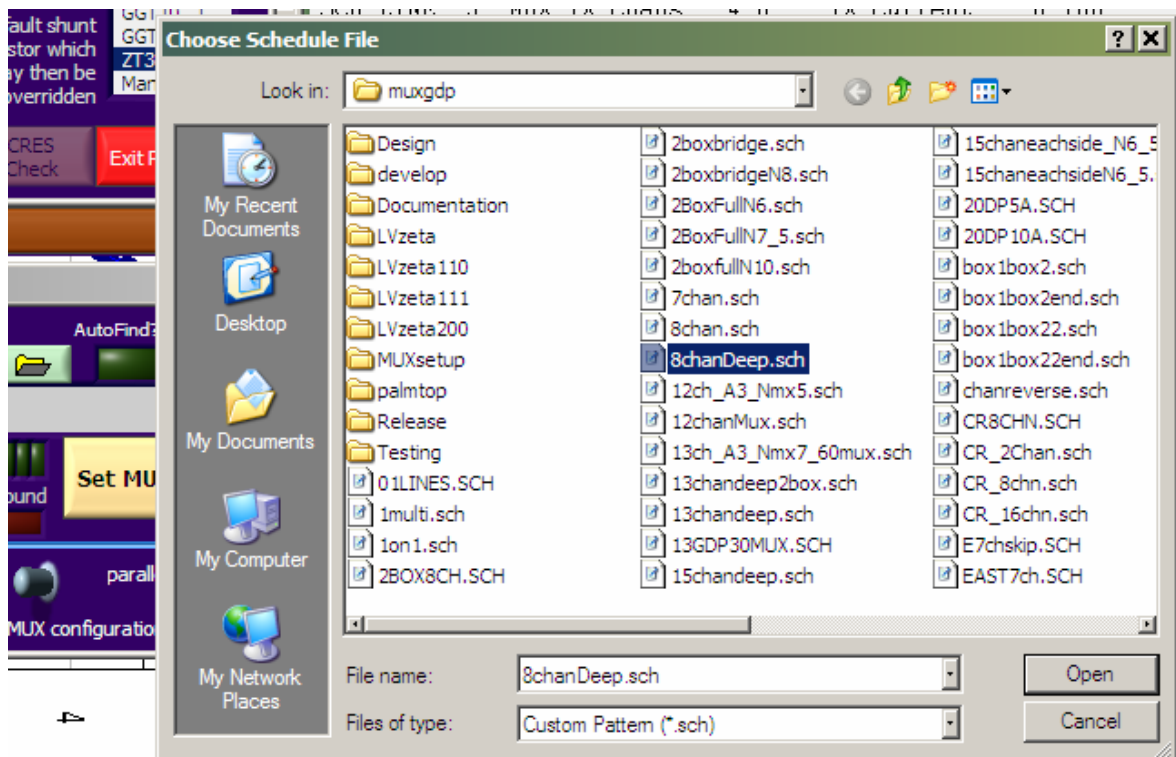 fault shunt
GGT
stor which
GGT
ZT3
ay then be
Man
overridden
CRES
Check
Exit
AutoFind?
Set MU
ound
parall
MUX configuratio
Choose Schedule File
Look in:
muxgdp
My Recent
Documents
Desktop
My Documents
My Computer
My Network
Places
Design
develop
Documentation
LVzeta
LVzeta110
LVzeta111
LVzeta200
MUXsetup
palmtop
Release
Testing
01LINES.SCH
1multi.sch
1on1.sch
2BOX8CH.SCH
2boxbridge.sch
2boxbridgeN8.sch
2BoxFullN6.sch
2BoxFullN7_5.sch
2boxfullN10.sch
7chan.sch
8chan.sch
8chanDeep.sch
12ch_A3_Nmx5.sch
12chanMux.sch
13ch_A3_Nmx7_60mux.sch
13chandeep2box.sch
13chandeep.sch
13GDP30MUX.SCH
15chandeep.sch
15chaneachside_N6_5
15chaneachsideN6_5.
20DP5A.SCH
20DP10A.SCH
box1box2.sch
box1box2end.sch
box1box22.sch
box1box22end.sch
chanreverse.sch
CR8CHN.SCH
CR_2Chan.sch
CR_8chn.sch
CR_16chn.sch
E7chskip.SCH
EAST7ch.SCH
File name:
8chanDeep.sch
Open
Files of type:
Custom Pattern (*.sch)
Cancel